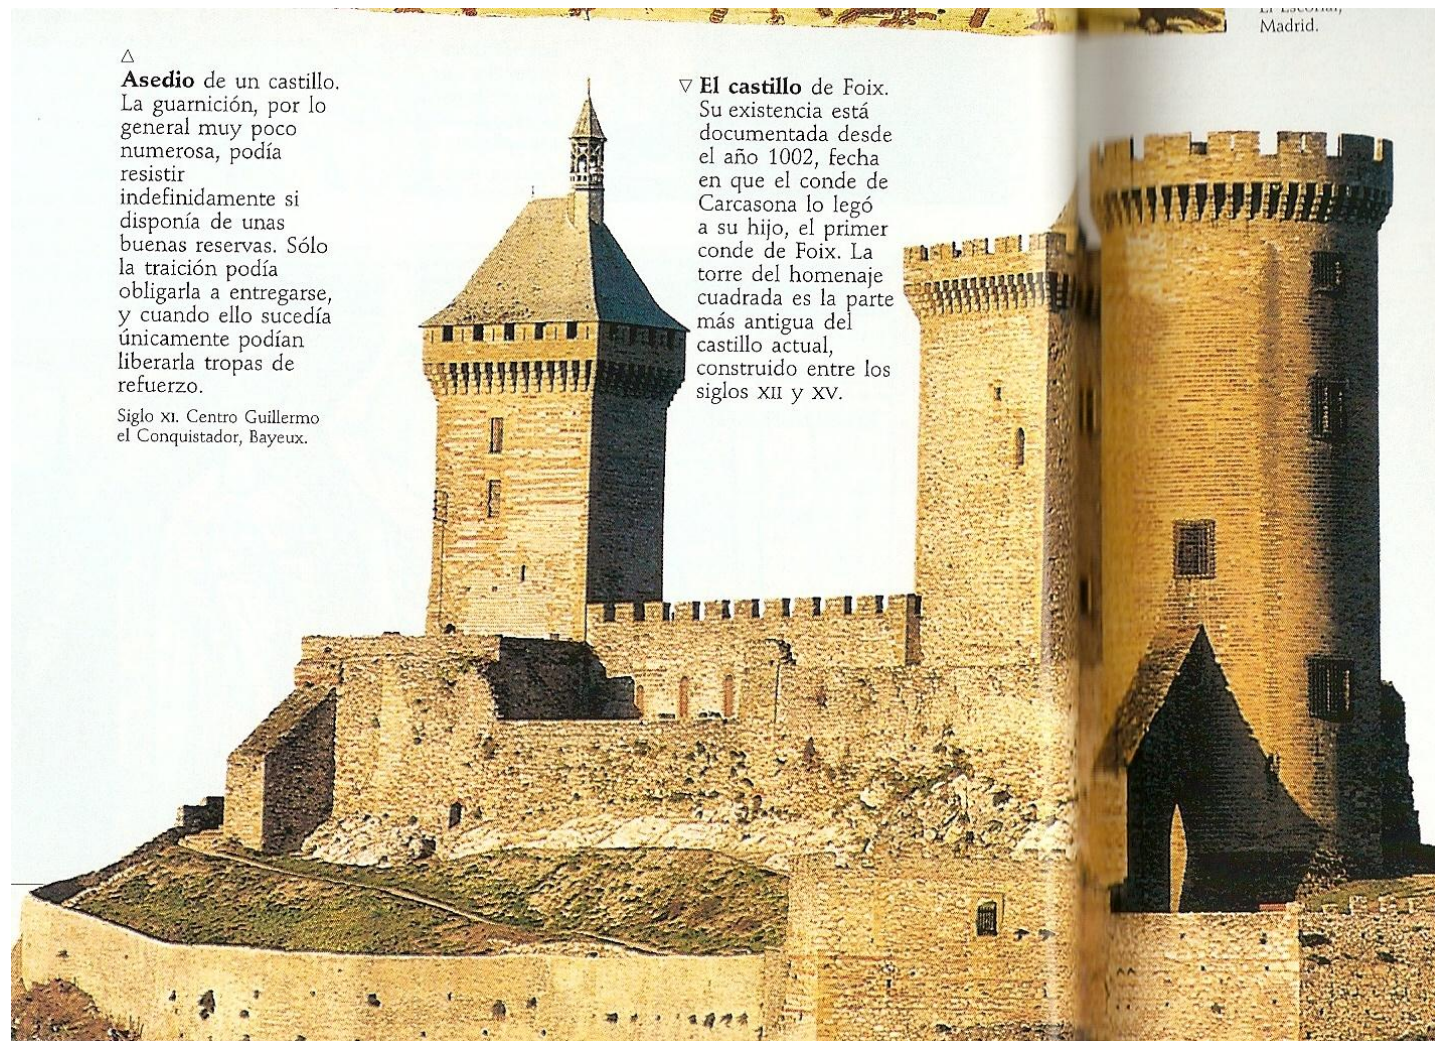 El Escorial,
Madrid.
△
Asedio de un castillo.
La guarnición, por lo
general muy poco
numerosa, podía
resistir
indefinidamente si
disponía de unas
buenas reservas. Sólo
la traición podía
obligarla a entregarse,
y cuando ello sucedía
únicamente podían
liberarla tropas de
refuerzo.
Siglo XI. Centro Guillermo
el Conquistador, Bayeux.
▽ El castillo de Foix.
Su existencia está
documentada desde
el año 1002, fecha
en que el conde de
Carcasona lo legó
a su hijo, el primer
conde de Foix. La
torre del homenaje
cuadrada es la parte
más antigua del
castillo actual,
construido entre los
siglos XII y XV.